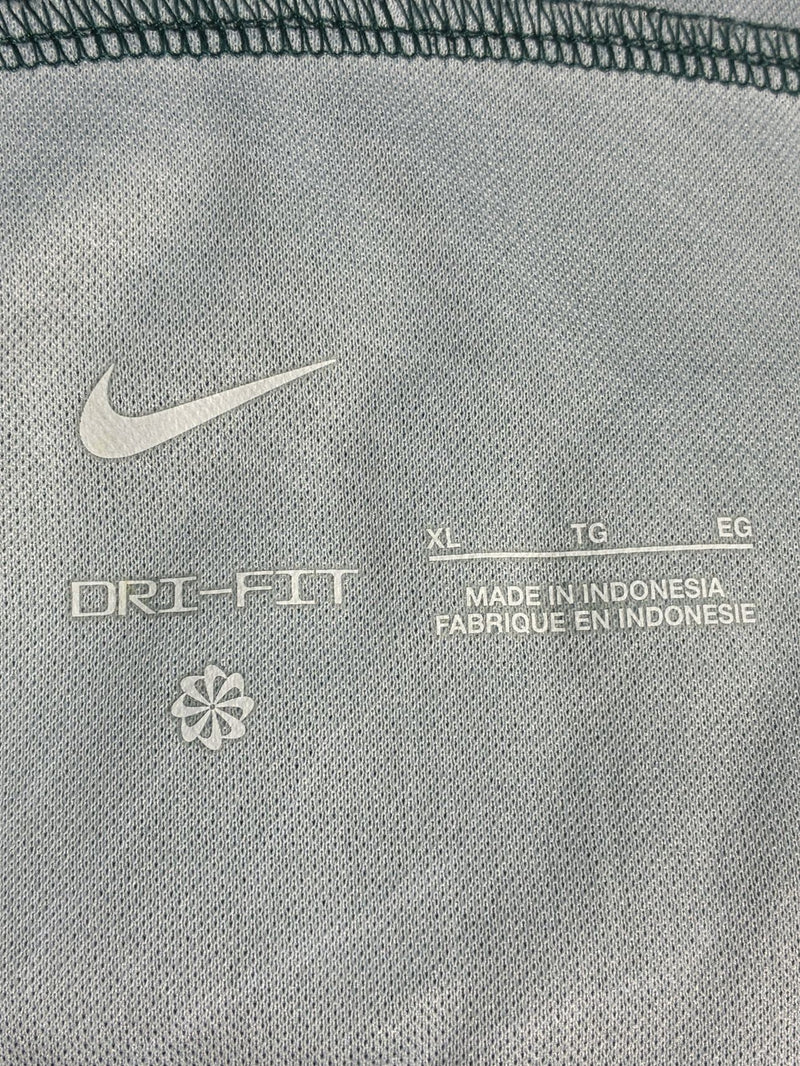 XL TG EG
DRI-FIT
MADE IN INDONESIA
FABRIQUE EN INDONESIE